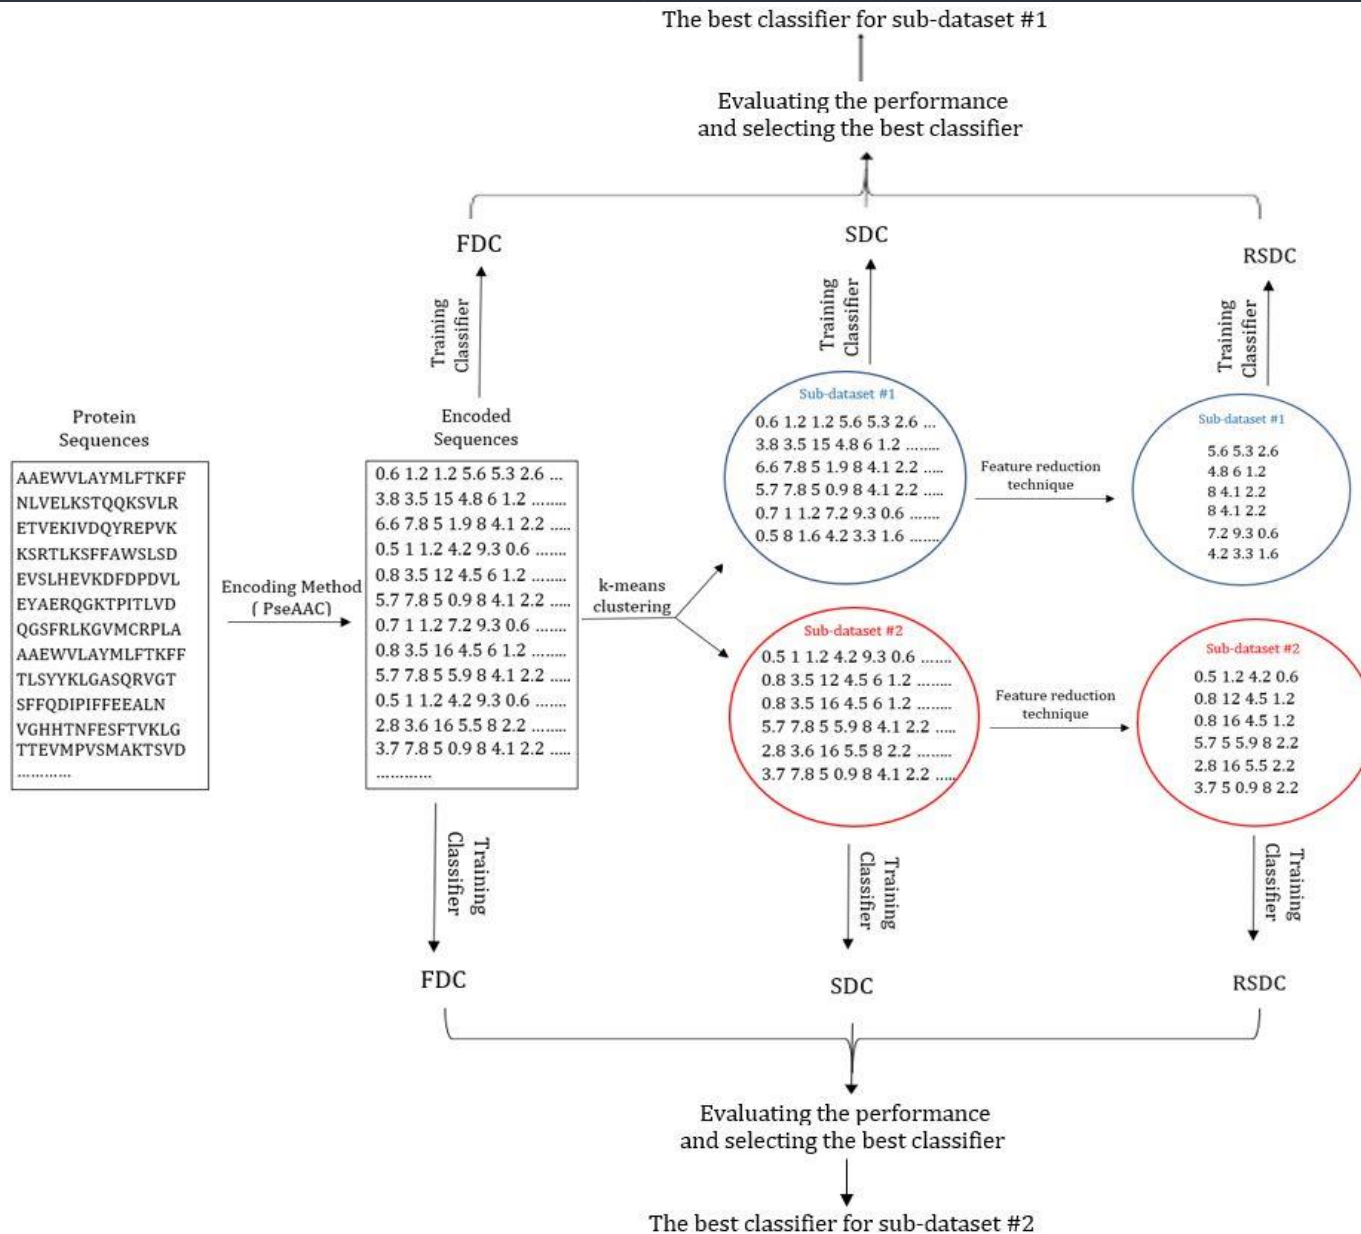 The best classifier for sub-dataset #1
Evaluating the performance
and selecting the best classifier
FDC
SDC
RSDC
Training
Classifier
Training
Classifier
Training
Classifier
Protein
Sequences
AAEWVLAYMLFTKFF
NLVELKSTQQKSVLR
ETVEKIVDQYREPVK
KSRTLKSFFAWSLSD
EVSLHEVKDFDPDVL
EYAERQGKTPITLVD
QGSFRLKGVMCRPLA
AAEWVLAYMLFTKFF
TLSYYKLGASQRVGT
SFFQDIPIFFEEALN
VGHHTNFESFTVKLG
TTEVMPVSMAKTSVD
............
Encoding Method
( PseAAC)
Encoded
Sequences
0.6 1.2 1.2 5.6 5.3 2.6 ...
3.8 3.5 15 4.8 6 1.2 ........
6.6 7.8 5 1.9 8 4.1 2.2 .....
0.5 1 1.2 4.2 9.3 0.6 .......
0.8 3.5 12 4.5 6 1.2 ........
5.7 7.8 5 0.9 8 4.1 2.2 .....
0.7 1 1.2 7.2 9.3 0.6 .......
0.8 3.5 16 4.5 6 1.2 ........
5.7 7.8 5 5.9 8 4.1 2.2 .....
0.5 1 1.2 4.2 9.3 0.6 .......
2.8 3.6 16 5.5 8 2.2 ........
3.7 7.8 5 0.9 8 4.1 2.2 .....
............
k-means
clustering
Sub-dataset #1
0.6 1.2 1.2 5.6 5.3 2.6 ...
3.8 3.5 15 4.8 6 1.2 ........
6.6 7.8 5 1.9 8 4.1 2.2 .....
5.7 7.8 5 0.9 8 4.1 2.2 .....
0.7 1 1.2 7.2 9.3 0.6 .......
0.5 8 1.6 4.2 3.3 1.6 .......
Feature reduction
technique
Sub-dataset #1
5.6 5.3 2.6
4.8 6 1.2
8 4.1 2.2
8 4.1 2.2
7.2 9.3 0.6
4.2 3.3 1.6
Sub-dataset #2
0.5 1 1.2 4.2 9.3 0.6 .......
0.8 3.5 12 4.5 6 1.2 ........
0.8 3.5 16 4.5 6 1.2 ........
5.7 7.8 5 5.9 8 4.1 2.2 .....
2.8 3.6 16 5.5 8 2.2 ........
3.7 7.8 5 0.9 8 4.1 2.2 .....
Feature reduction
technique
Sub-dataset #2
0.5 1.2 4.2 0.6
0.8 12 4.5 1.2
0.8 16 4.5 1.2
5.7 5 5.9 8 2.2
2.8 16 5.5 2.2
3.7 5 0.9 8 2.2
Training
Classifier
Training
Classifier
Training
Classifier
FDC
SDC
RSDC
Evaluating the performance
and selecting the best classifier
The best classifier for sub-dataset #2